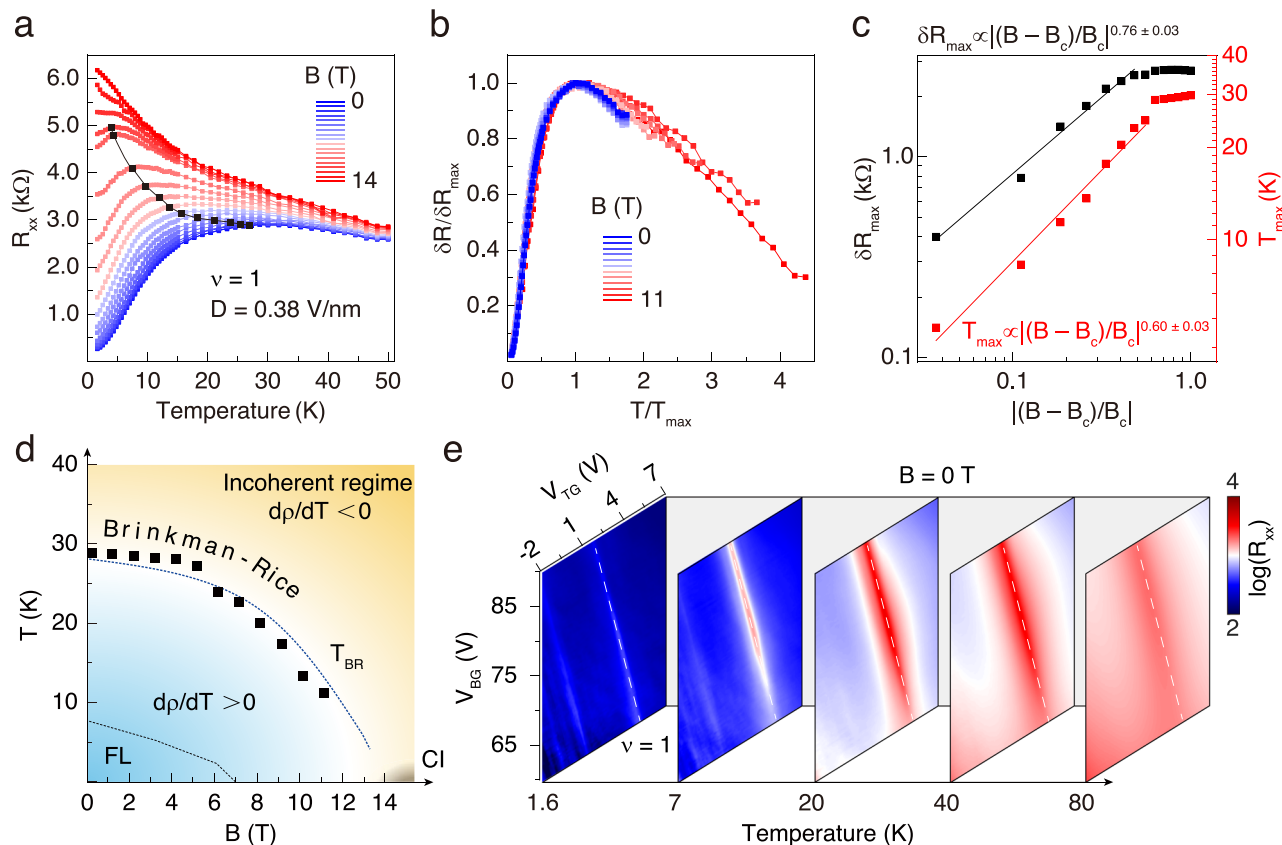 a
B (T)
0
14
6.0
5.0
4.0
3.0
2.0
1.0
0
R_xx (kΩ)
ν = 1
D = 0.38 V/nm
0 10 20 30 40 50
Temperature (K)
b
1.0
0.8
0.6
0.4
0.2
δR/δR_max
B (T)
0
11
0 1 2 3 4
T/T_max
c
δR_max∝|(B − B_c)/B_c|^0.76 ± 0.03
1.0
0.1
δR_max (kΩ)
40
30
20
10
T_max (K)
T_max∝|(B − B_c)/B_c|^0.60 ± 0.03
0.1 1.0
|(B − B_c)/B_c|
d
40
30
20
10
T (K)
Incoherent regime
dρ/dT < 0
Brinkman-Rice
T_BR
dρ/dT > 0
FL
CI
0 2 4 6 8 10 12 14
B (T)
e
B = 0 T
V_TG (V)
-2 1 4 7
85
75
65
V_BG (V)
ν = 1
1.6 7 20 40 80
Temperature (K)
4
2
log(R_xx)